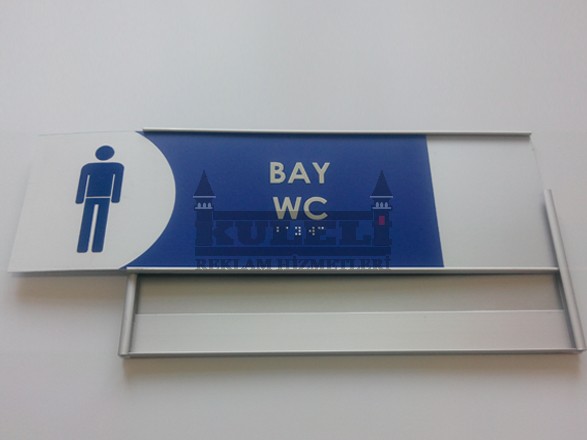 BAY
WC
KULELİ
REKLAM HİZMETLERİ